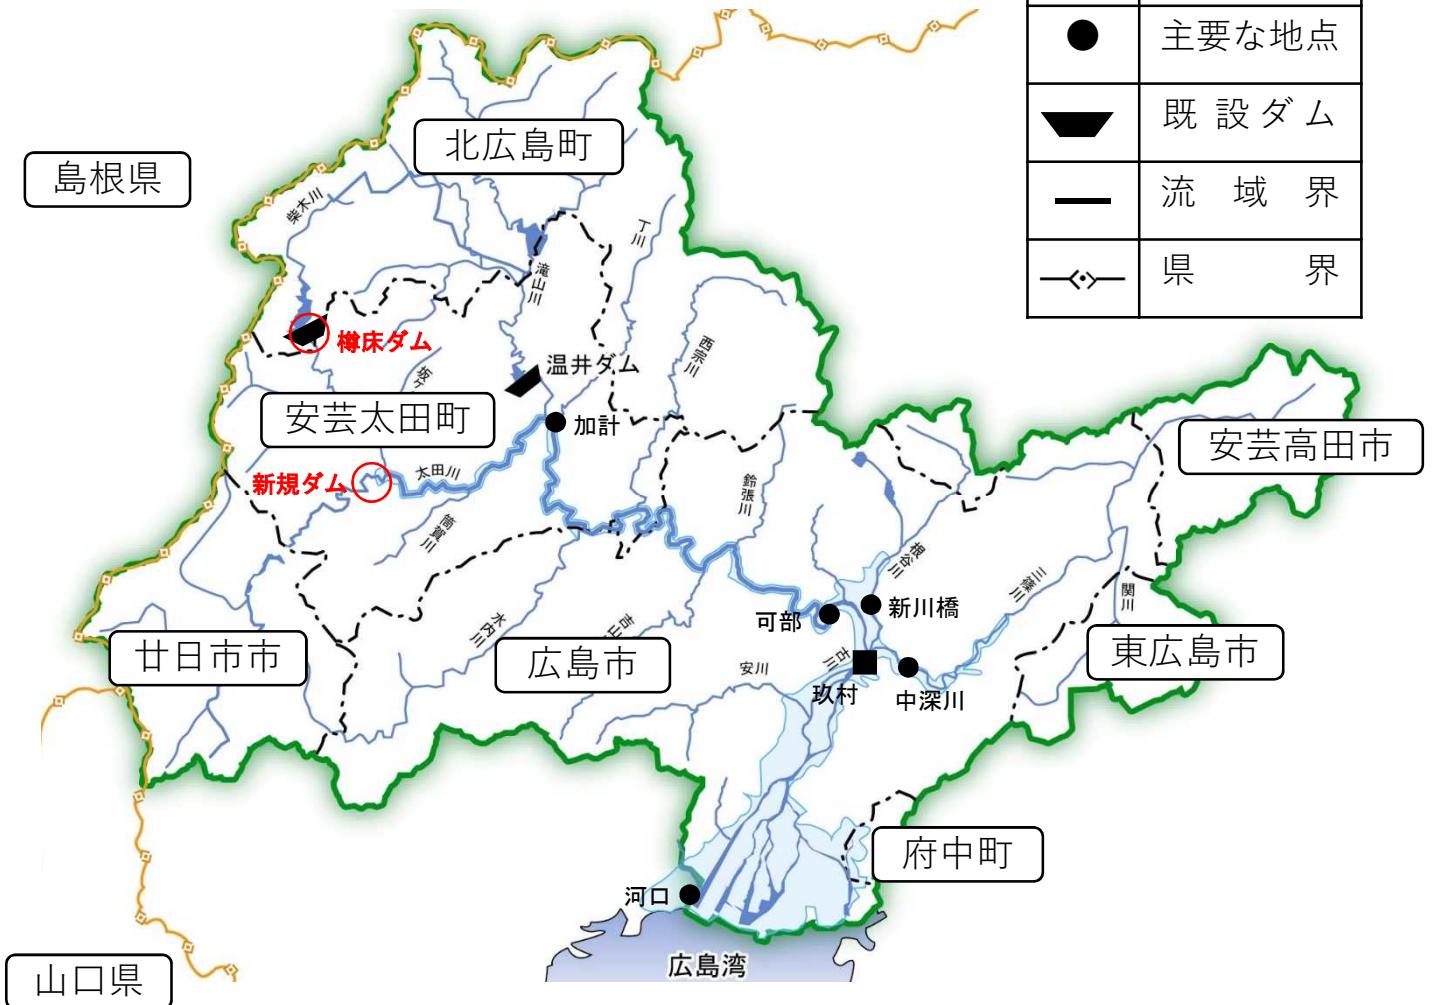 主要な地点
既設ダム
流域界
県界
北広島町
島根県
柴木川
丁川
滝山川
西宗川
樽床ダム
温井ダム
坂ケ
安芸太田町
加計
安芸高田市
新規ダム
太田川
筒賀川
鈴張川
根谷川
三篠川
関川
新川橋
可部
水内川
吉山
古川
廿日市市
広島市
安川
玖村
中深川
東広島市
府中町
河口
広島湾
山口県